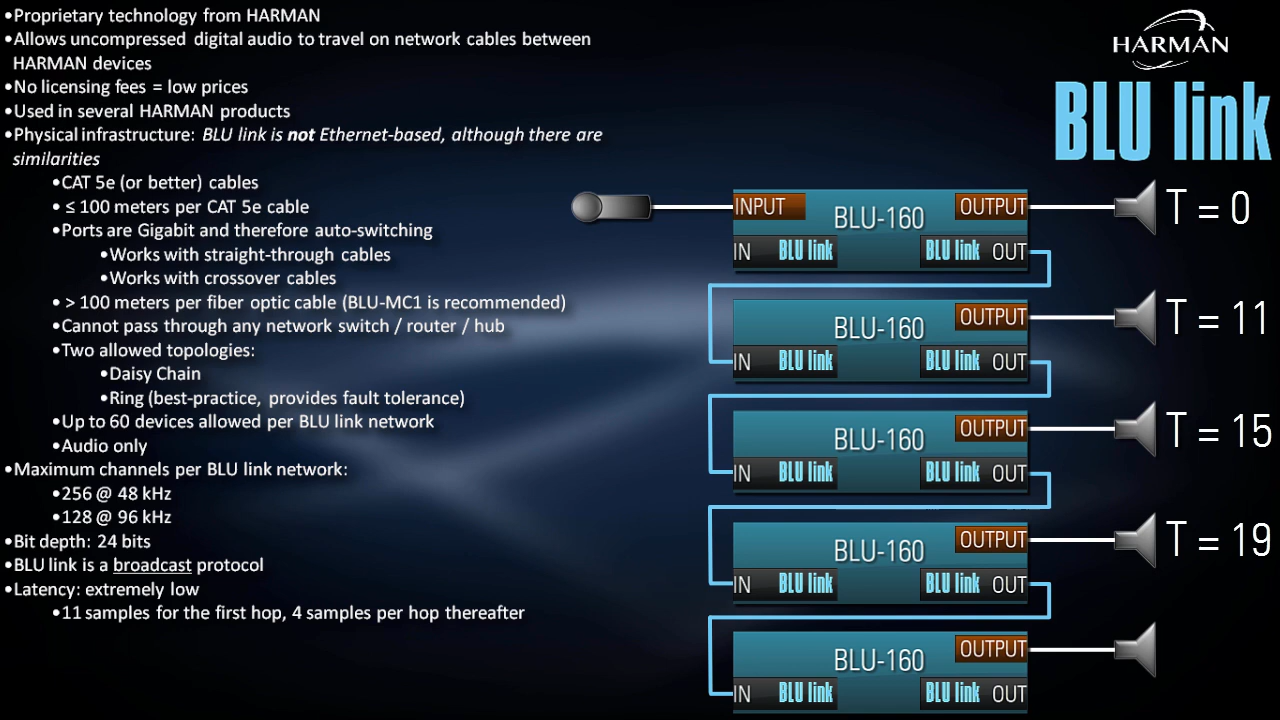 •Proprietary technology from HARMAN
•Allows uncompressed digital audio to travel on network cables between
HARMAN devices
•No licensing fees = low prices
•Used in several HARMAN products
•Physical infrastructure: BLU link is not Ethernet-based, although there are
similarities
•CAT 5e (or better) cables
• ≤ 100 meters per CAT 5e cable
•Ports are Gigabit and therefore auto-switching
•Works with straight-through cables
•Works with crossover cables
• > 100 meters per fiber optic cable (BLU-MC1 is recommended)
•Cannot pass through any network switch / router / hub
•Two allowed topologies:
•Daisy Chain
•Ring (best-practice, provides fault tolerance)
•Up to 60 devices allowed per BLU link network
•Audio only
•Maximum channels per BLU link network:
•256 @ 48 kHz
•128 @ 96 kHz
•Bit depth: 24 bits
•BLU link is a broadcast protocol
•Latency: extremely low
•11 samples for the first hop, 4 samples per hop thereafter
HARMAN
BLU link
INPUT BLU-160 OUTPUT T = 0
IN BLU link BLU link OUT
BLU-160 OUTPUT T = 11
IN BLU link BLU link OUT
BLU-160 OUTPUT T = 15
IN BLU link BLU link OUT
BLU-160 OUTPUT T = 19
IN BLU link BLU link OUT
BLU-160 OUTPUT
IN BLU link BLU link OUT